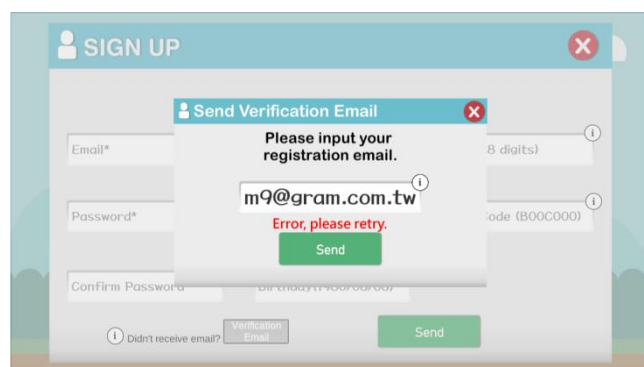 SIGN UP
Send Verification Email
Please input your
registration email.
Email*
8 digits)
m9@gram.com.tw
Error, please retry.
Password*
ode (B00C000)
Send
Confirm Password
Didn't receive email?
Verification
Email
Send